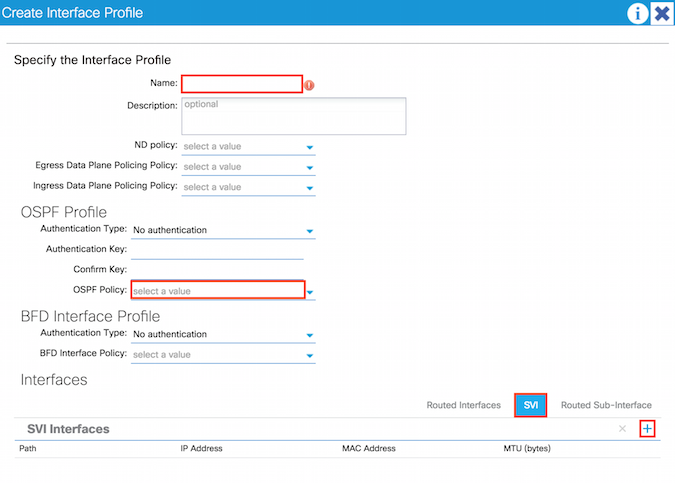 Create Interface Profile
Specify the Interface Profile
Name:
Description: optional
ND policy: select a value
Egress Data Plane Policing Policy: select a value
Ingress Data Plane Policing Policy: select a value
OSPF Profile
Authentication Type: No authentication
Authentication Key:
Confirm Key:
OSPF Policy: select a value
BFD Interface Profile
Authentication Type: No authentication
BFD Interface Policy: select a value
Interfaces
Routed Interfaces SVI Routed Sub-Interface
SVI Interfaces
Path IP Address MAC Address MTU (bytes)